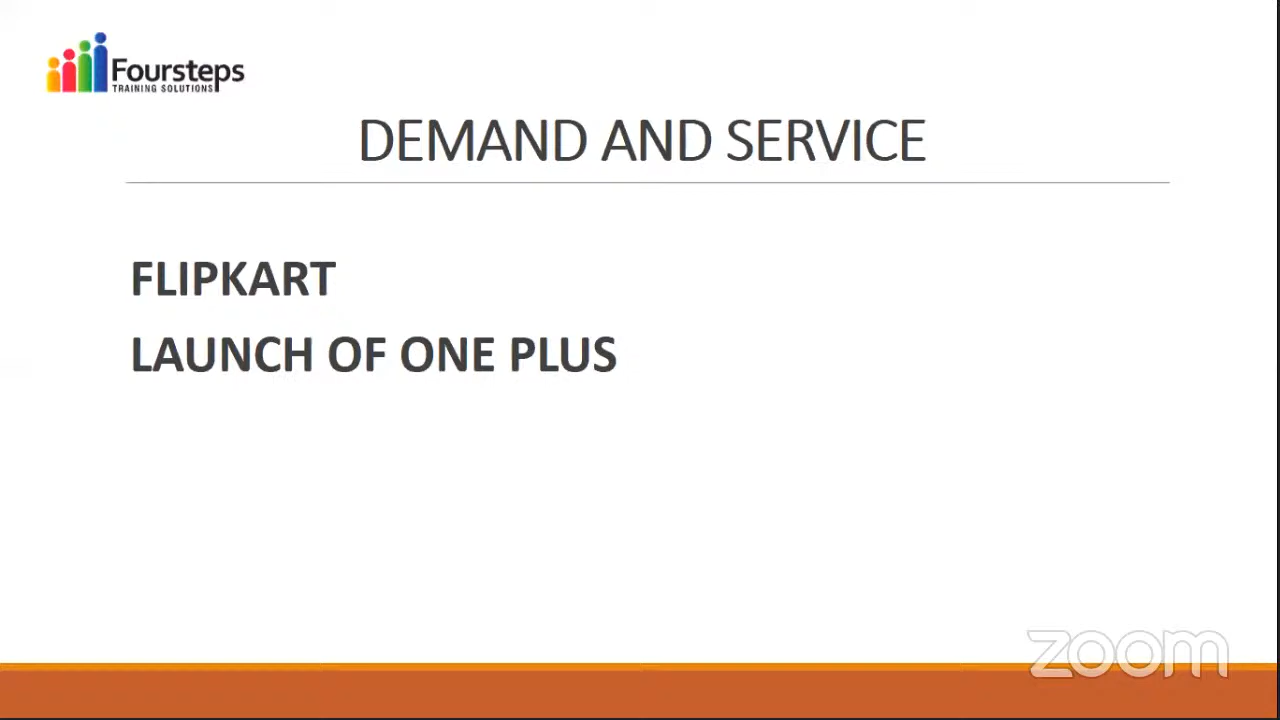 Foursteps
TRAINING SOLUTIONS
DEMAND AND SERVICE
FLIPKART
LAUNCH OF ONE PLUS
zoom